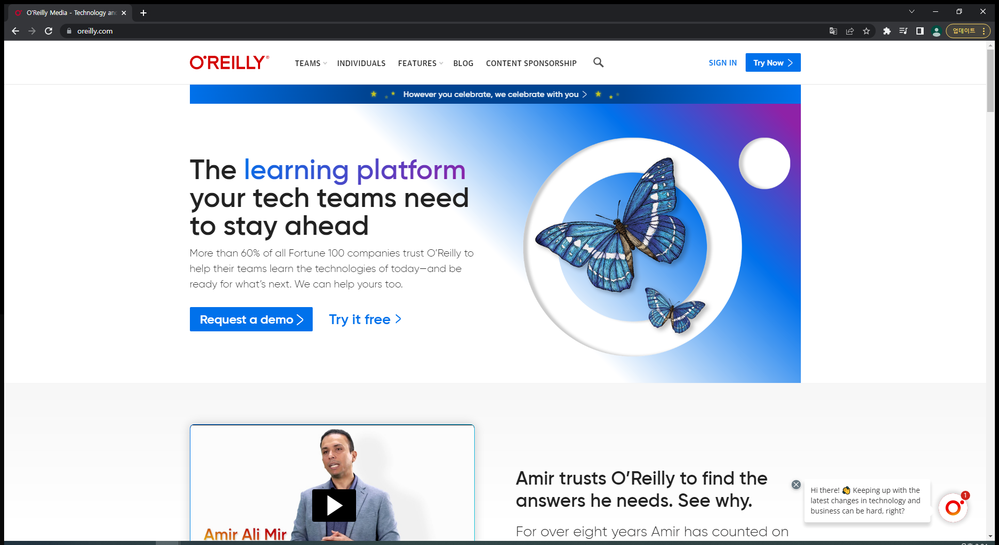 O'Reilly Media - Technology and
oreilly.com
업데이트
O'REILLY®
TEAMS
INDIVIDUALS
FEATURES
BLOG
CONTENT SPONSORSHIP
SIGN IN
Try Now
However you celebrate, we celebrate with you
The learning platform
your tech teams need
to stay ahead
More than 60% of all Fortune 100 companies trust O’Reilly to
help their teams learn the technologies of today—and be
ready for what’s next. We can help yours too.
Request a demo
Try it free
Amir Ali Mir
Amir trusts O’Reilly to find the
answers he needs. See why.
For over eight years Amir has counted on
Hi there! 👏 Keeping up with the
latest changes in technology and
business can be hard, right?
1